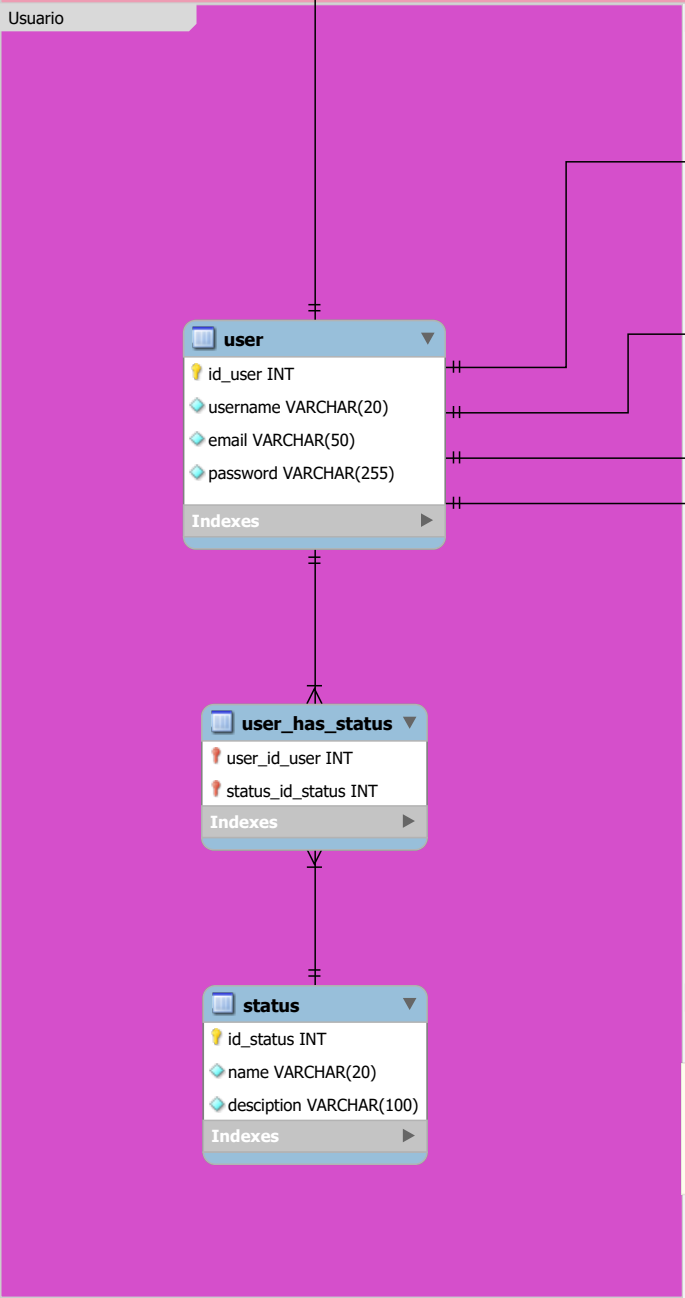 Usuario
user
id_user INT
username VARCHAR(20)
email VARCHAR(50)
password VARCHAR(255)
Indexes
user_has_status
user_id_user INT
status_id_status INT
Indexes
status
id_status INT
name VARCHAR(20)
desciption VARCHAR(100)
Indexes